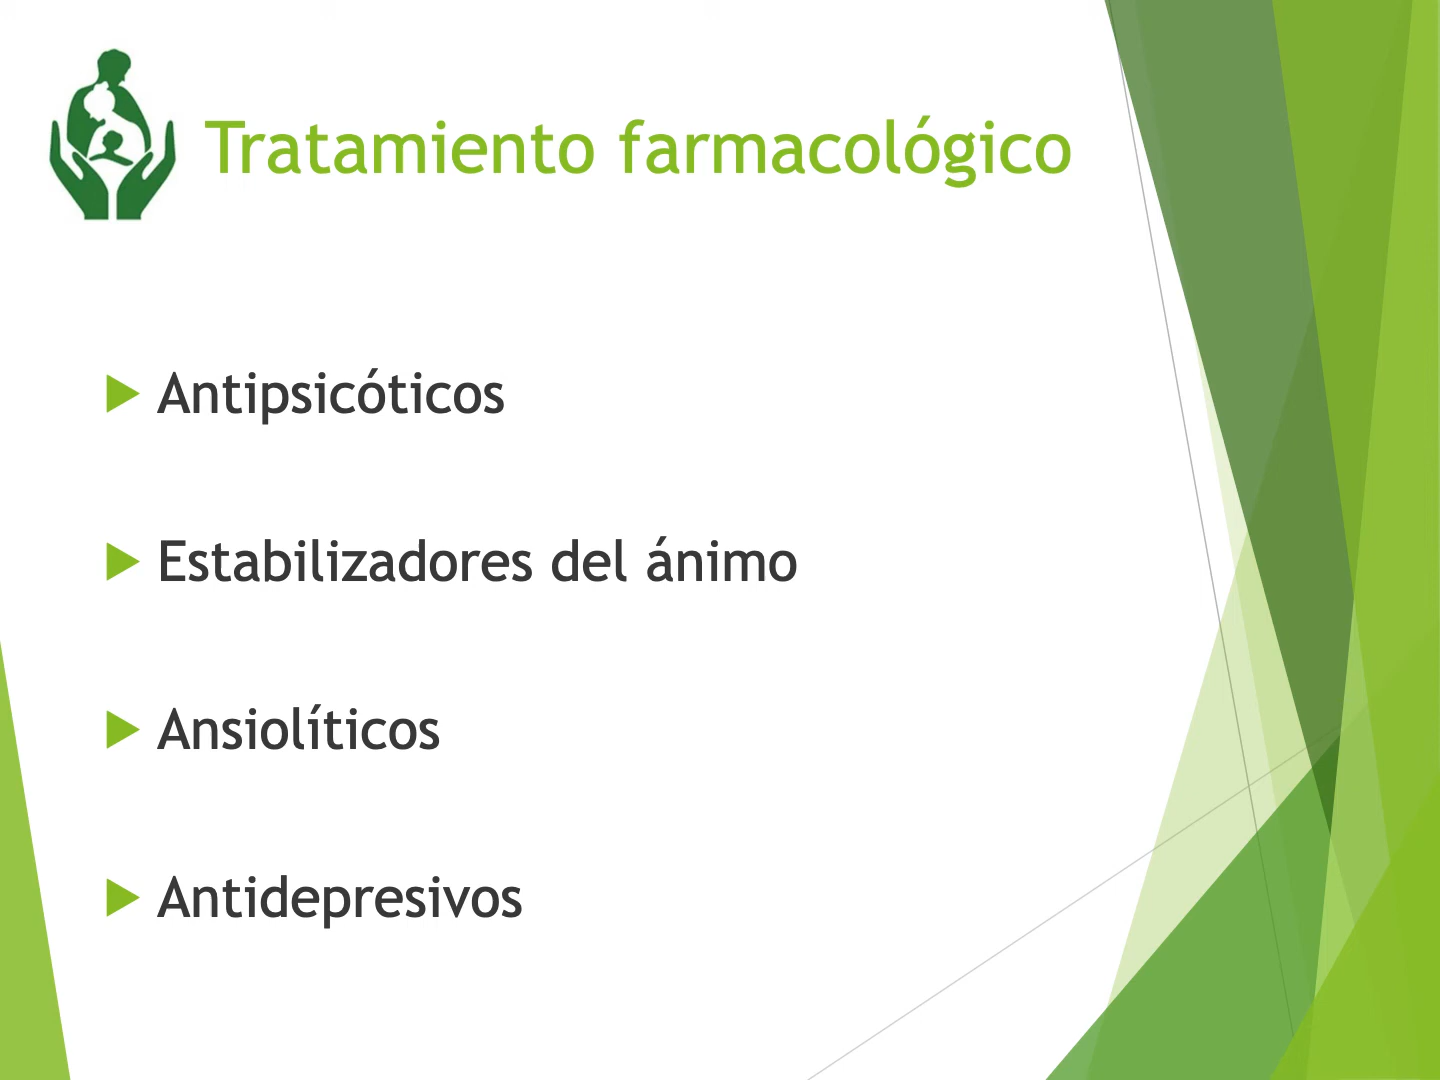 Tratamiento farmacológico
Antipsicóticos
Estabilizadores del ánimo
Ansiolíticos
Antidepresivos